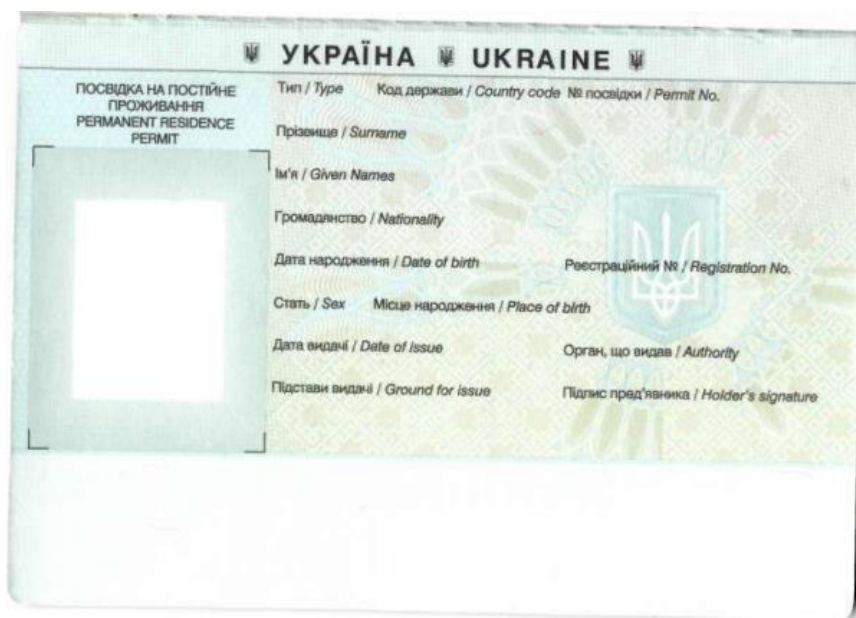 УКРАЇНА UKRAINE
ПОСВІДКА НА ПОСТІЙНЕ
ПРОЖИВАННЯ
PERMANENT RESIDENCE
PERMIT
Тип / Type Код держави / Country code № посвідки / Permit No.
Прізвище / Surname
Ім'я / Given Names
Громадянство / Nationality
Дата народження / Date of birth Реєстраційний № / Registration No.
Стать / Sex Місце народження / Place of birth
Дата видачі / Date of issue Орган, що видав / Authority
Підстави видачі / Ground for issue Підпис пред'явника / Holder's signature